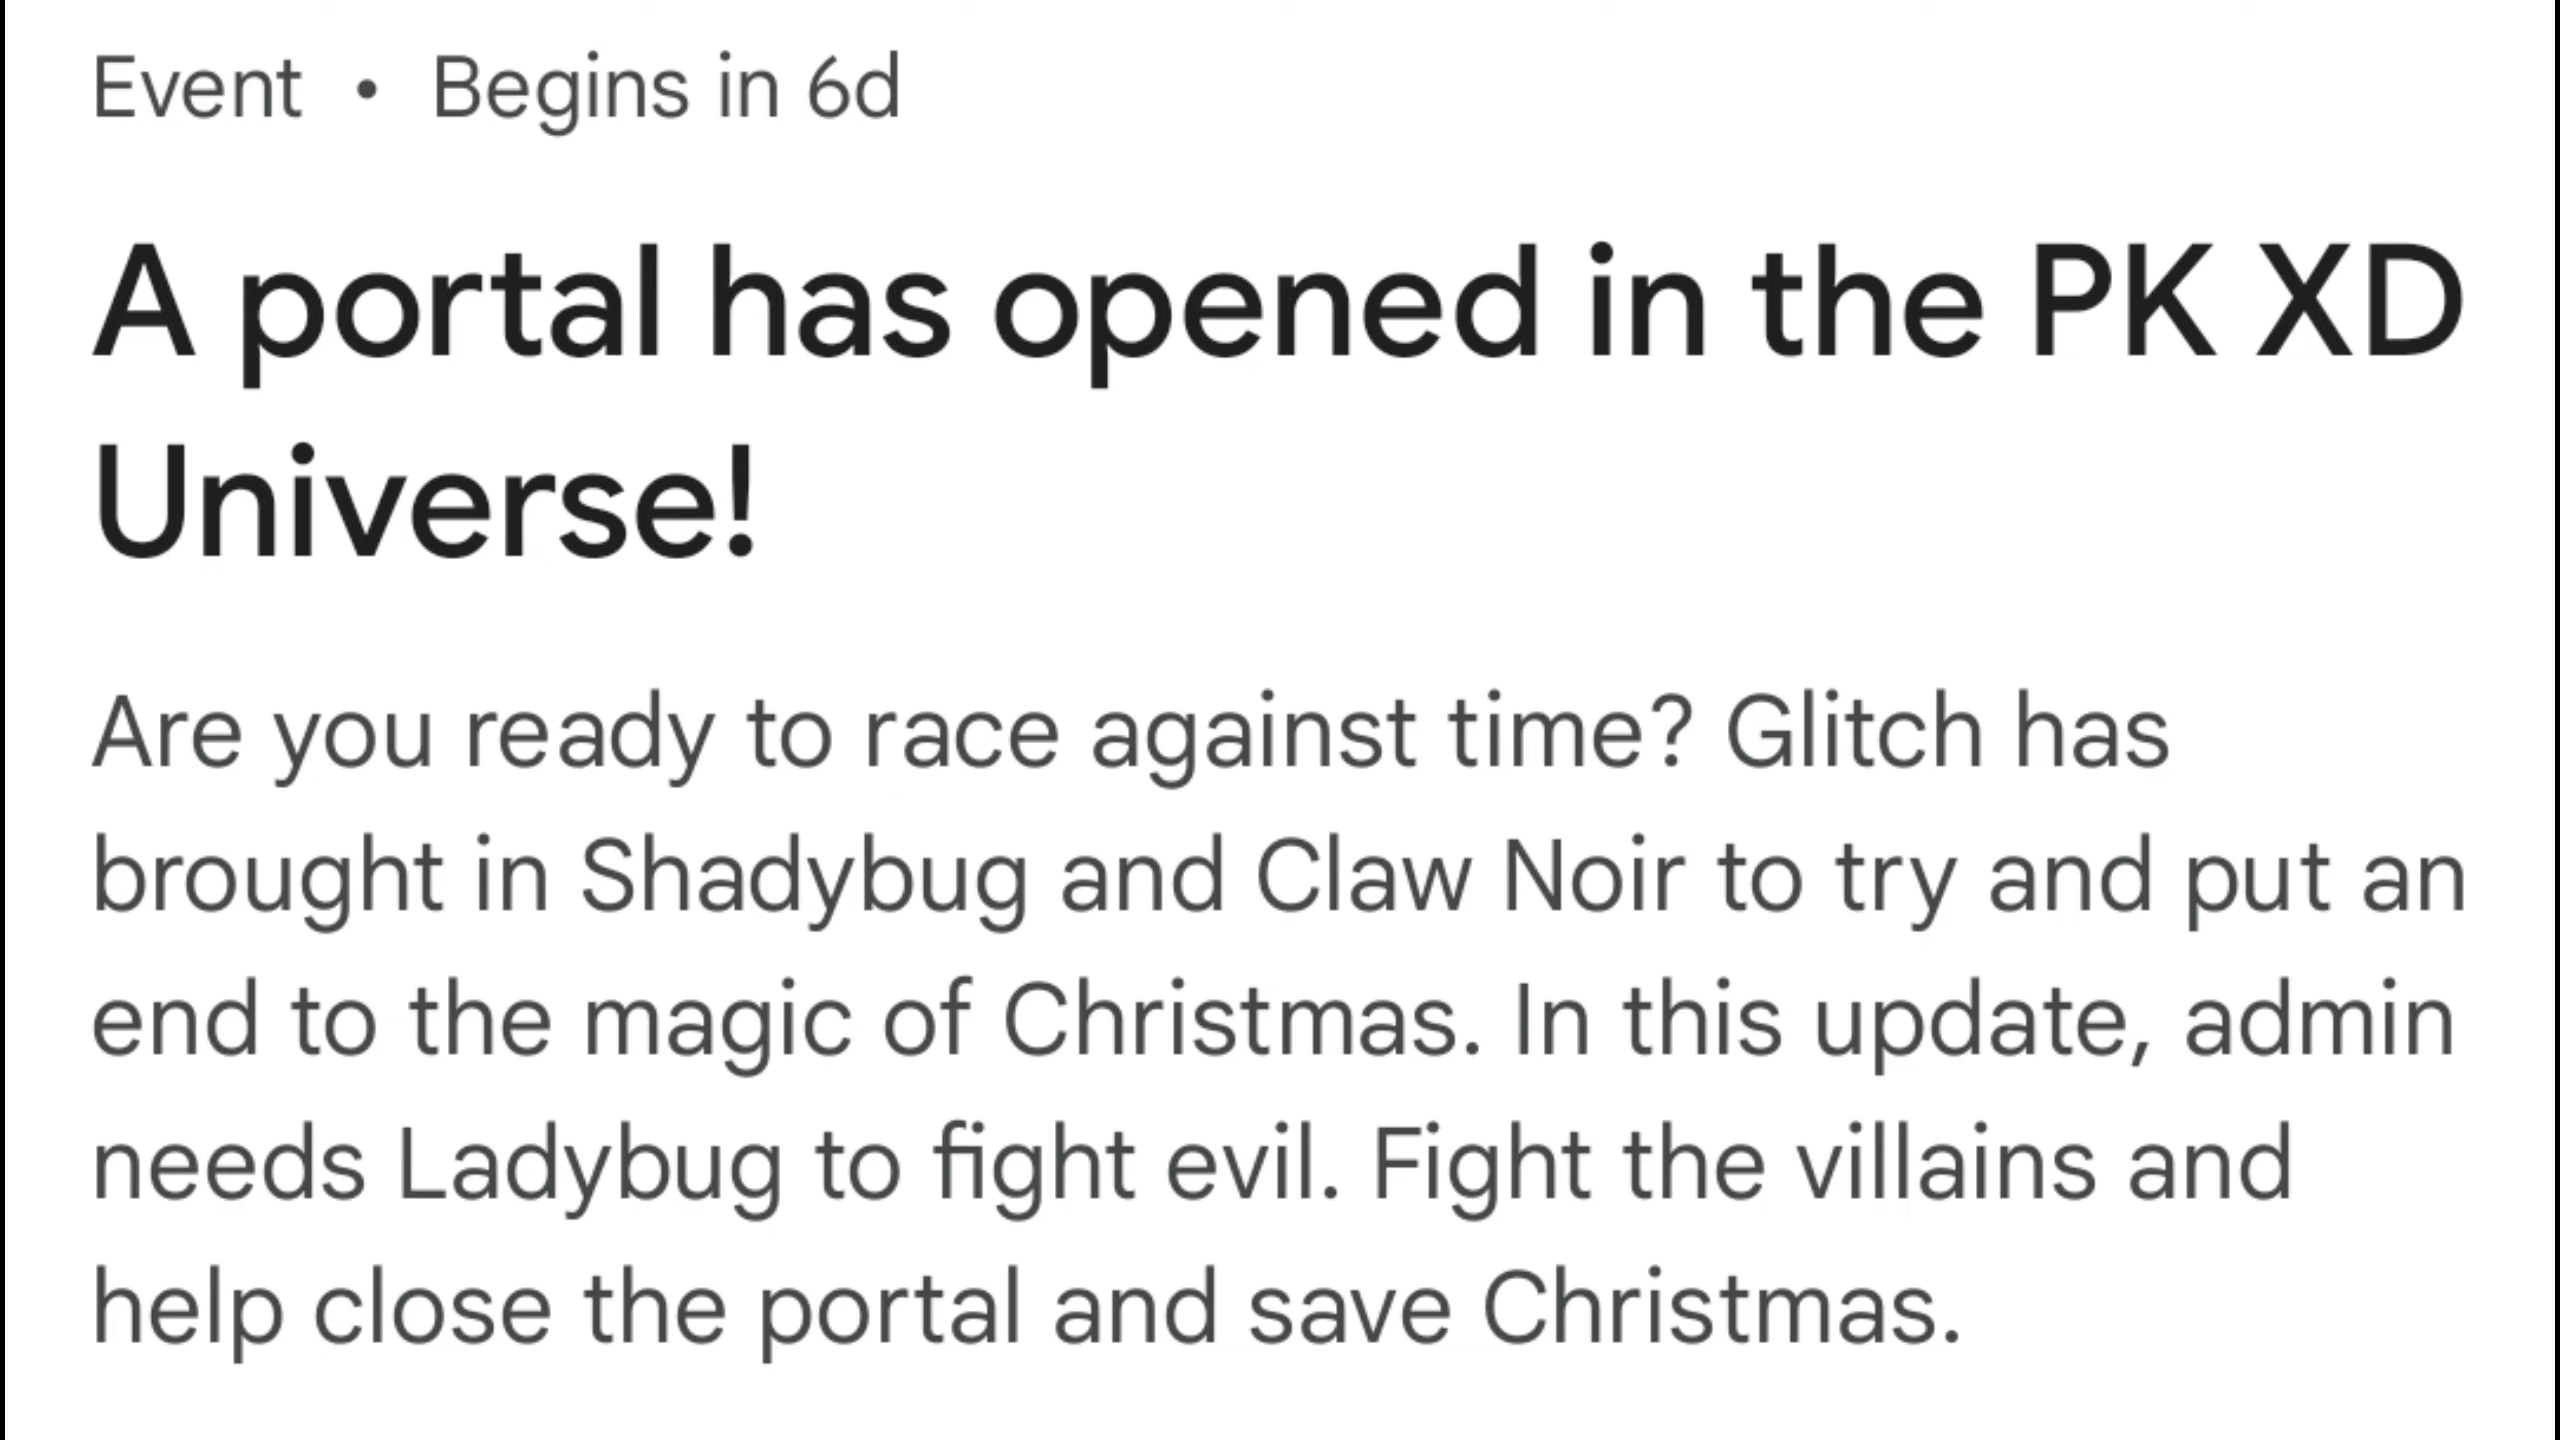 Event • Begins in 6d
A portal has opened in the PK XD
Universe!
Are you ready to race against time? Glitch has
brought in Shadybug and Claw Noir to try and put an
end to the magic of Christmas. In this update, admin
needs Ladybug to fight evil. Fight the villains and
help close the portal and save Christmas.